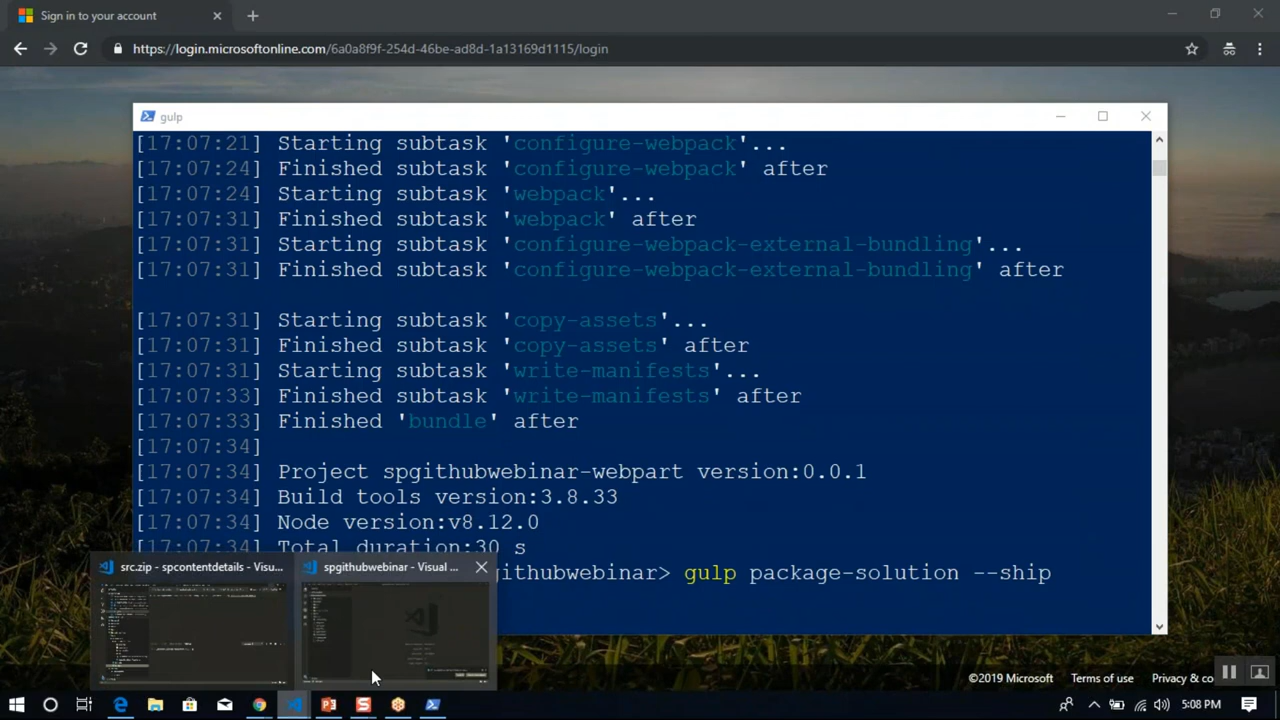 Sign in to your account
https://login.microsoftonline.com/6a0a8f9f-254d-46be-ad8d-1a13169d1115/login
gulp
[17:07:21] Starting subtask 'configure-webpack'...
[17:07:24] Finished subtask 'configure-webpack' after
[17:07:24] Starting subtask 'webpack'...
[17:07:31] Finished subtask 'webpack' after
[17:07:31] Starting subtask 'configure-webpack-external-bundling'...
[17:07:31] Finished subtask 'configure-webpack-external-bundling' after
[17:07:31] Starting subtask 'copy-assets'...
[17:07:31] Finished subtask 'copy-assets' after
[17:07:31] Starting subtask 'write-manifests'...
[17:07:33] Finished subtask 'write-manifests' after
[17:07:33] Finished 'bundle' after
[17:07:34]
[17:07:34] Project spgithubwebinar-webpart version:0.0.1
[17:07:34] Build tools version:3.8.33
[17:07:34] Node version:v8.12.0
[17:07:34] Total duration:30 s
githubwebinar> gulp package-solution --ship
src.zip - spcontentdetails - Visu...
spgithubwebinar - Visual ...
©2019 Microsoft Terms of use Privacy & co
5:08 PM